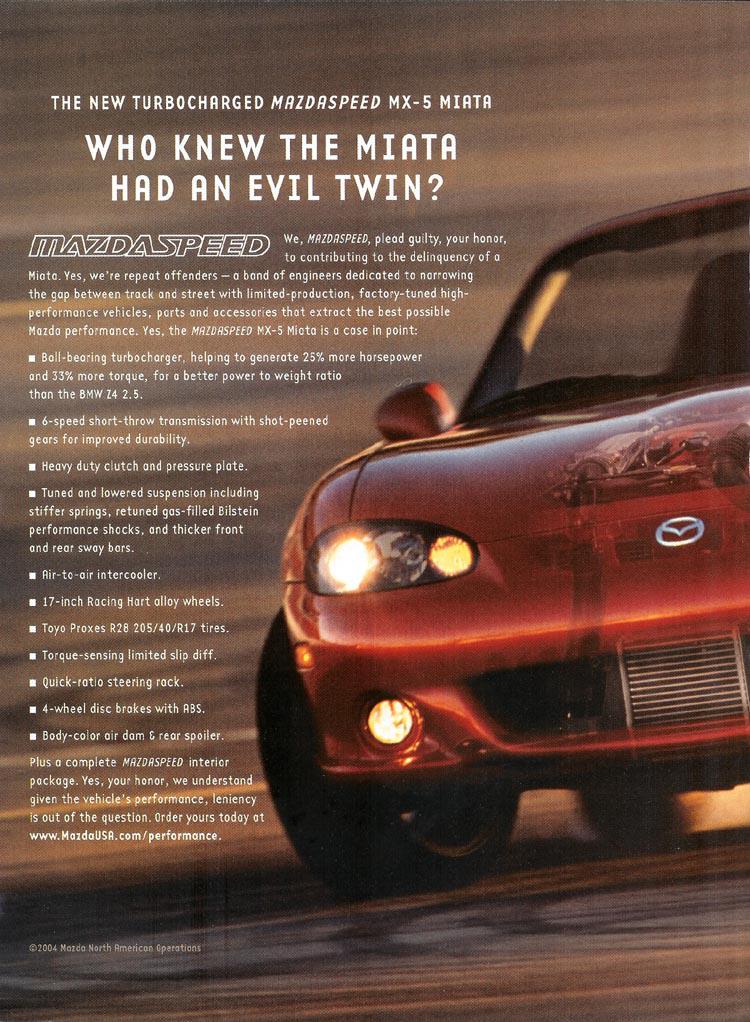 THE NEW TURBOCHARGED MAZDASPEED MX-5 MIATA
WHO KNEW THE MIATA
HAD AN EVIL TWIN?
MAZDASPEED We, MAZDASPEED, plead guilty, your honor,
to contributing to the delinquency of a
Miata. Yes, we're repeat offenders — a band of engineers dedicated to narrowing
the gap between track and street with limited-production, factory-tuned high-
performance vehicles, parts and accessories that extract the best possible
Mazda performance. Yes, the MAZDASPEED MX-5 Miata is a case in point:
■ Ball-bearing turbocharger, helping to generate 25% more horsepower
and 33% more torque, for a better power to weight ratio
than the BMW Z4 2.5.
■ 6-speed short-throw transmission with shot-peened
gears for improved durability.
■ Heavy duty clutch and pressure plate.
■ Tuned and lowered suspension including
stiffer springs, retuned gas-filled Bilstein
performance shocks, and thicker front
and rear sway bars.
■ Air-to-air intercooler.
■ 17-inch Racing Hart alloy wheels.
■ Toyo Proxes R28 205/40/R17 tires.
■ Torque-sensing limited slip diff.
■ Quick-ratio steering rack.
■ 4-wheel disc brakes with ABS.
■ Body-color air dam & rear spoiler.
Plus a complete MAZDASPEED interior
package. Yes, your honor, we understand
given the vehicle's performance, leniency
is out of the question. Order yours today at
www.MazdaUSA.com/performance.
©2004 Mazda North American Operations